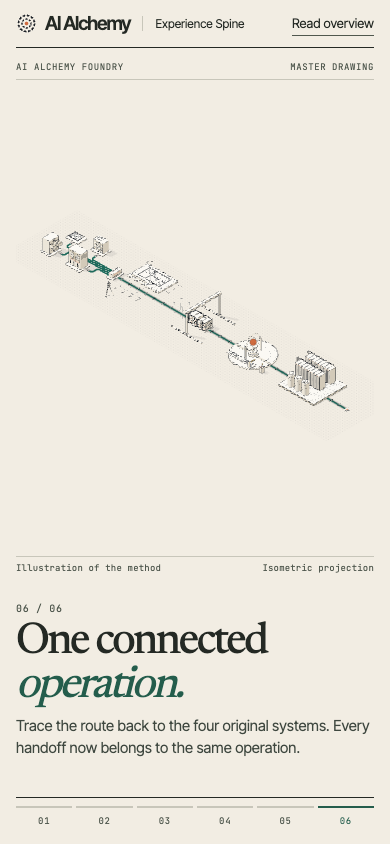 AI Alchemy
Experience Spine
Read overview
AI ALCHEMY FOUNDRY
MASTER DRAWING
Illustration of the method
Isometric projection
06 / 06
One connected
operation.
Trace the route back to the four original systems. Every
handoff now belongs to the same operation.
01
02
03
04
05
06